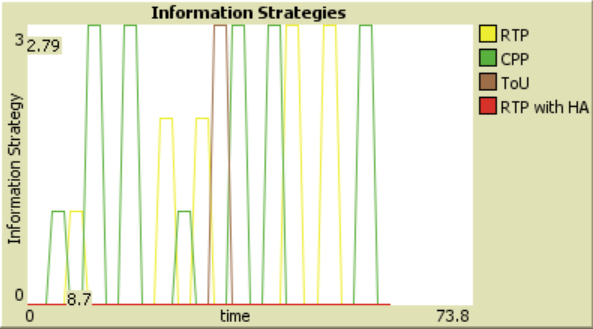 Information Strategies
3
2.79
Information Strategy
0
8.7
0
time
73.8
RTP
CPP
ToU
RTP with HA